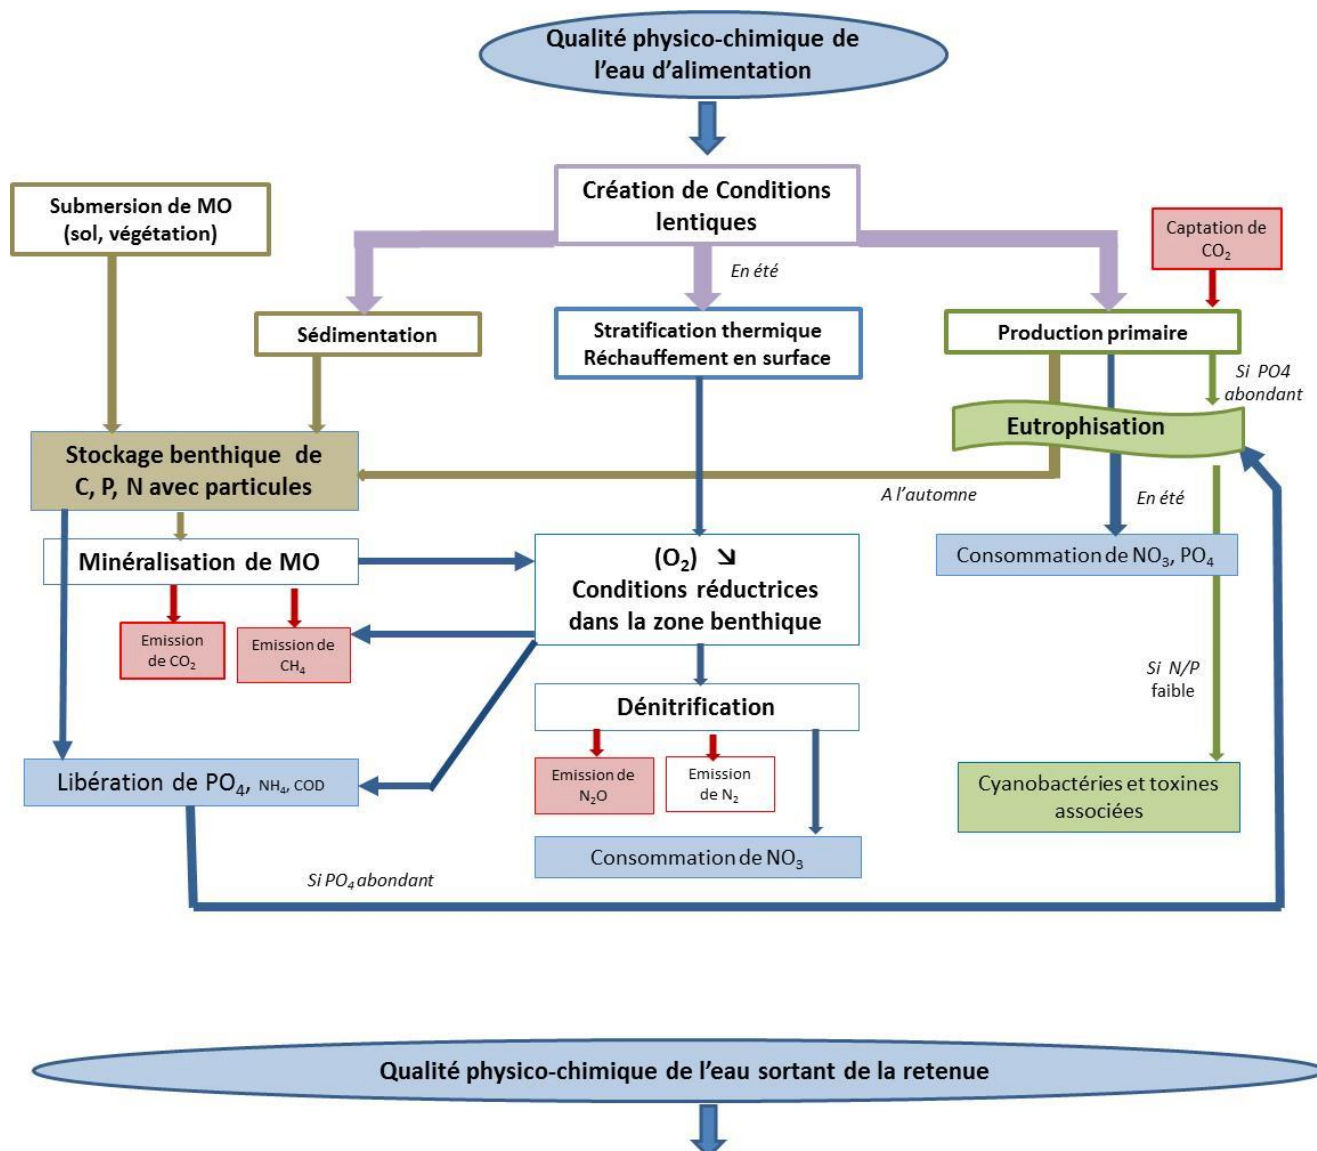 Qualité physico-chimique de
l’eau d’alimentation
Création de Conditions
lentiques
Submersion de MO
(sol, végétation)
Captation de
CO₂
En été
Sédimentation
Stratification thermique
Réchauffement en surface
Production primaire
Si PO4
abondant
Eutrophisation
Stockage benthique de
C, P, N avec particules
A l’automne
En été
Minéralisation de MO
(O₂) ↘
Conditions réductrices
dans la zone benthique
Consommation de NO₃, PO₄
Emission
de CO₂
Emission de
CH₄
Si N/P
faible
Dénitrification
Libération de PO₄, NH₄, COD
Emission de
N₂O
Emission
de N₂
Cyanobactéries et toxines
associées
Consommation de NO₃
Si PO₄ abondant
Qualité physico-chimique de l’eau sortant de la retenue